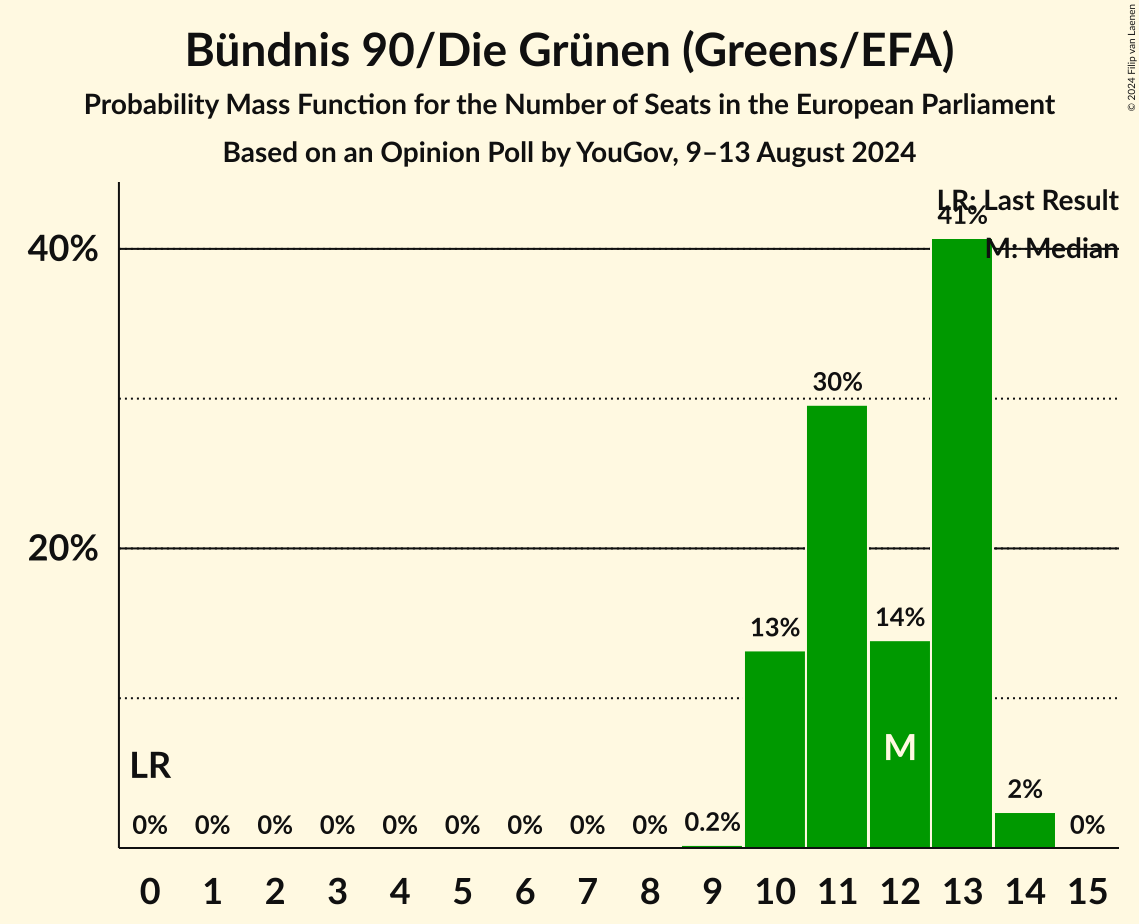 Bündnis 90/Die Grünen (Greens/EFA)
Probability Mass Function for the Number of Seats in the European Parliament
Based on an Opinion Poll by YouGov, 9–13 August 2024
© 2024 Filip van Laenen
LR: Last Result
41%
40%
M: Median
30%
20%
14%
13%
M
LR
2%
0% 0% 0% 0% 0% 0% 0% 0% 0% 0.2% 0%
0 1 2 3 4 5 6 7 8 9 10 11 12 13 14 15